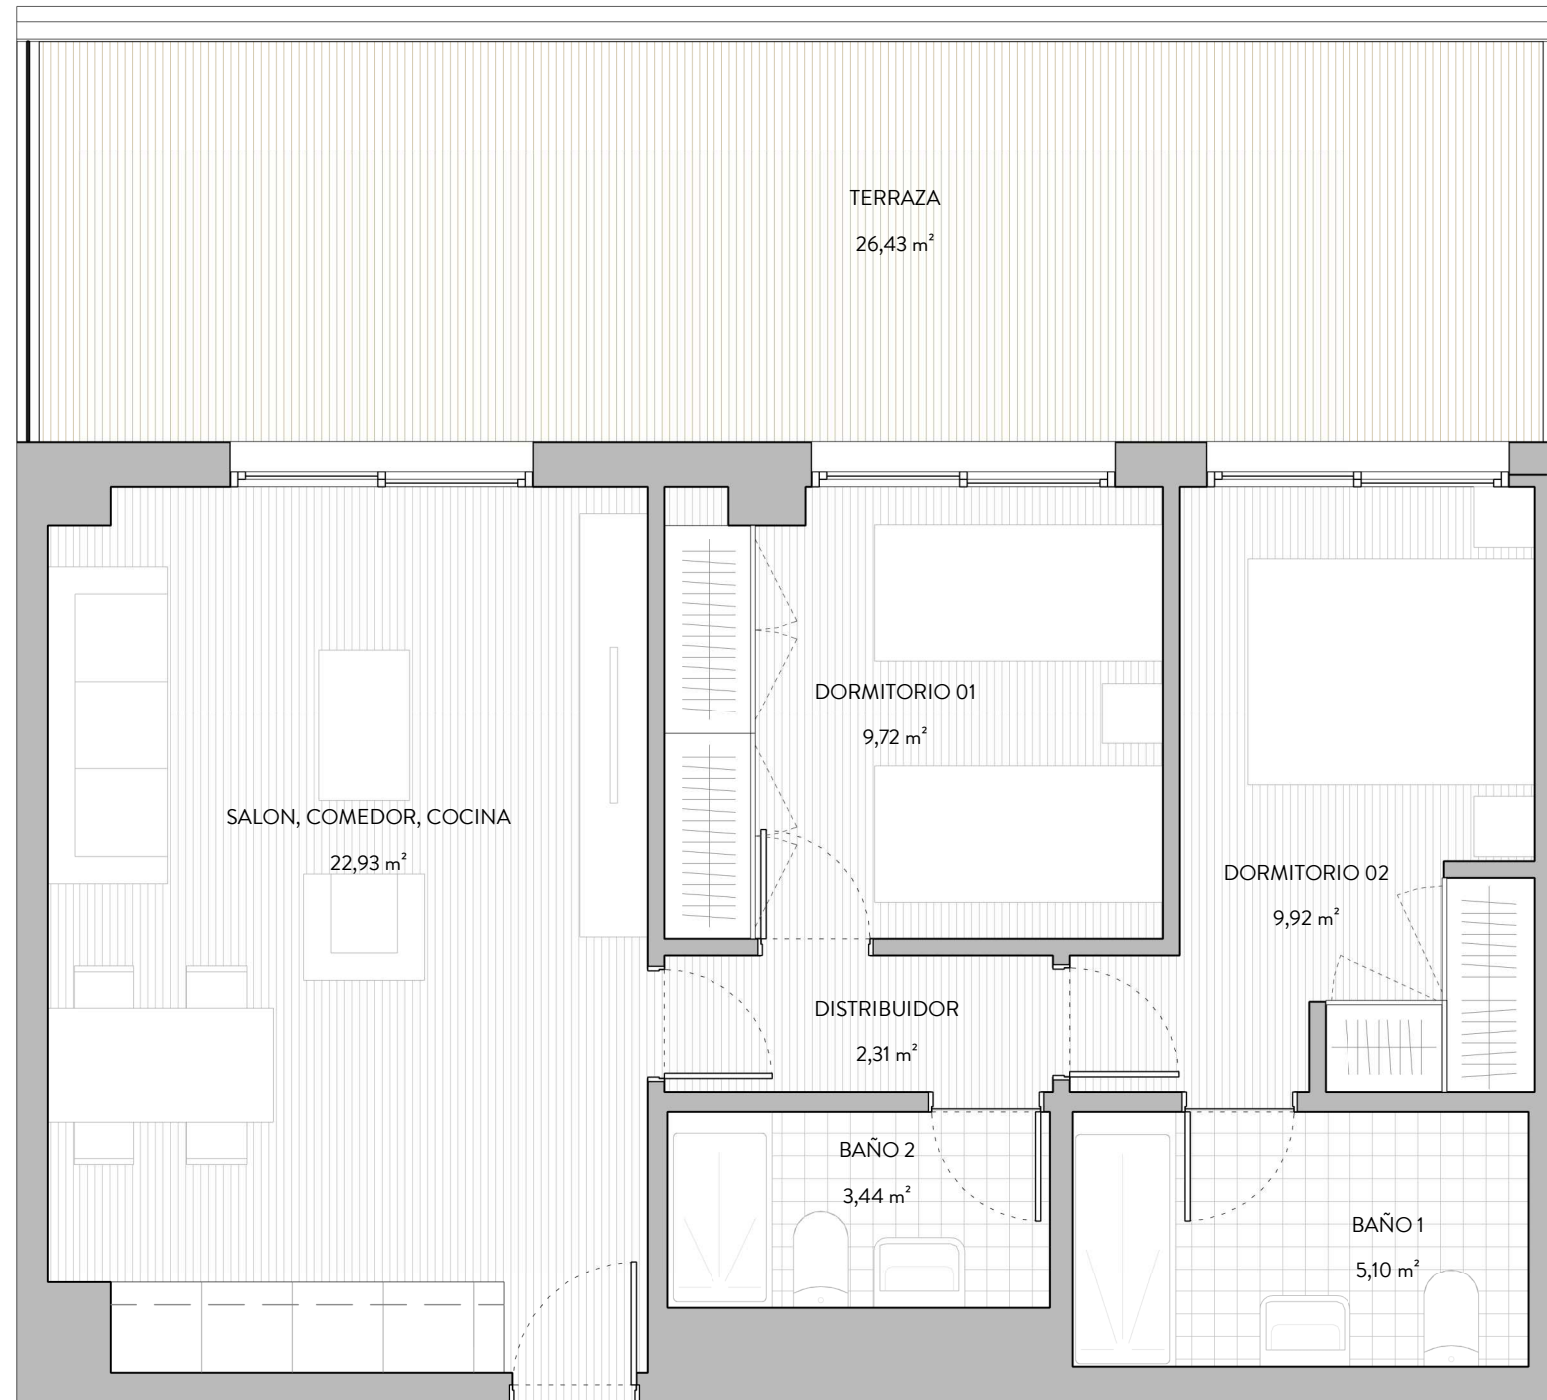 TERRAZA
26,43 m²
DORMITORIO 01
9,72 m²
SALON, COMEDOR, COCINA
22,93 m²
DORMITORIO 02
9,92 m²
DISTRIBUIDOR
2,31 m²
BAÑO 2
3,44 m²
BAÑO 1
5,10 m²